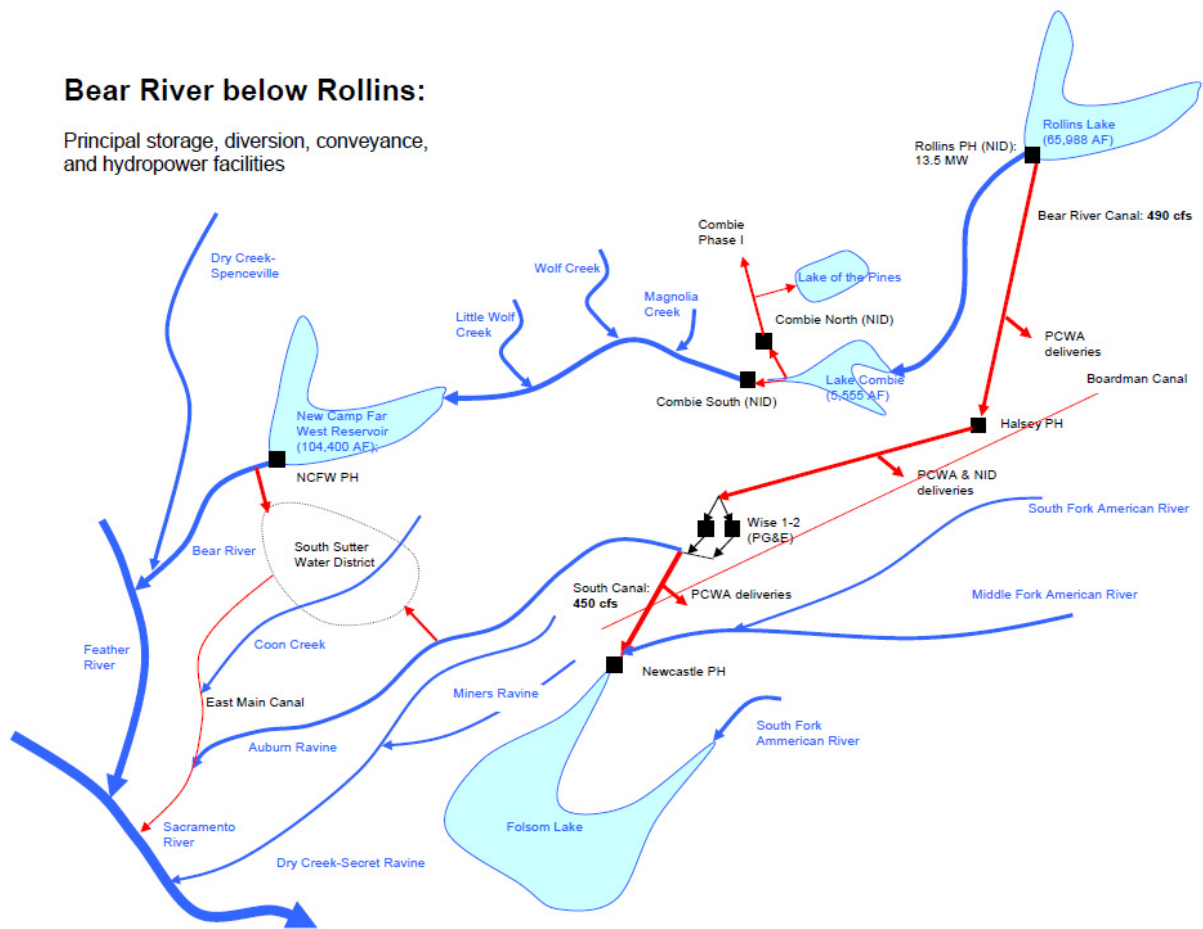 Bear River below Rollins:
Principal storage, diversion, conveyance,
and hydropower facilities
Rollins Lake
(65,988 AF)
Rollins PH (NID):
13.5 MW
Bear River Canal: 490 cfs
Combie
Phase I
Dry Creek-
Spenceville
Wolf Creek
Lake of the Pines
Magnolia
Creek
Little Wolf
Creek
Combie North (NID)
PCWA
deliveries
Boardman Canal
Lake Combie
(5,555 AF)
Combie South (NID)
New Camp Far
West Reservoir
(104,400 AF);
Halsey PH
NCFW PH
PCWA & NID
deliveries
South Fork American River
Wise 1-2
(PG&E)
Bear River
South Sutter
Water District
South Canal:
450 cfs
PCWA deliveries
Middle Fork American River
Feather
River
Coon Creek
Newcastle PH
Miners Ravine
East Main Canal
Auburn Ravine
South Fork
Ammerican River
Sacramento
River
Folsom Lake
Dry Creek-Secret Ravine